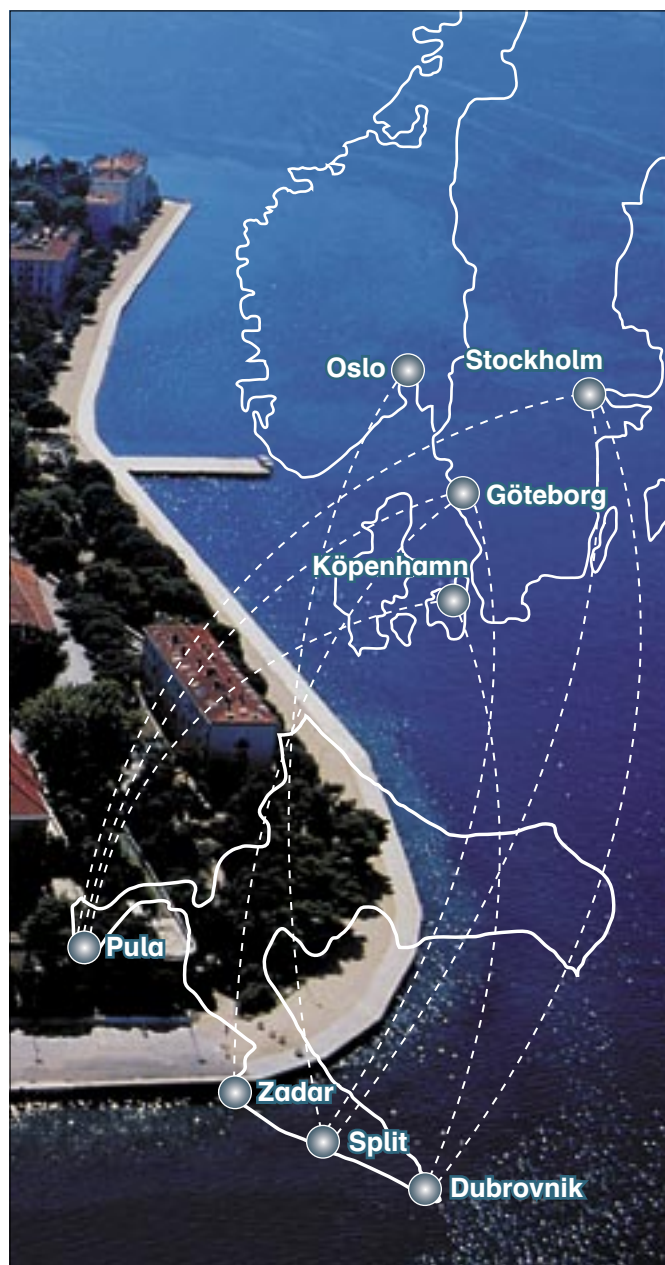 Oslo
Stockholm
Göteborg
Köpenhamn
Pula
Zadar
Split
Dubrovnik